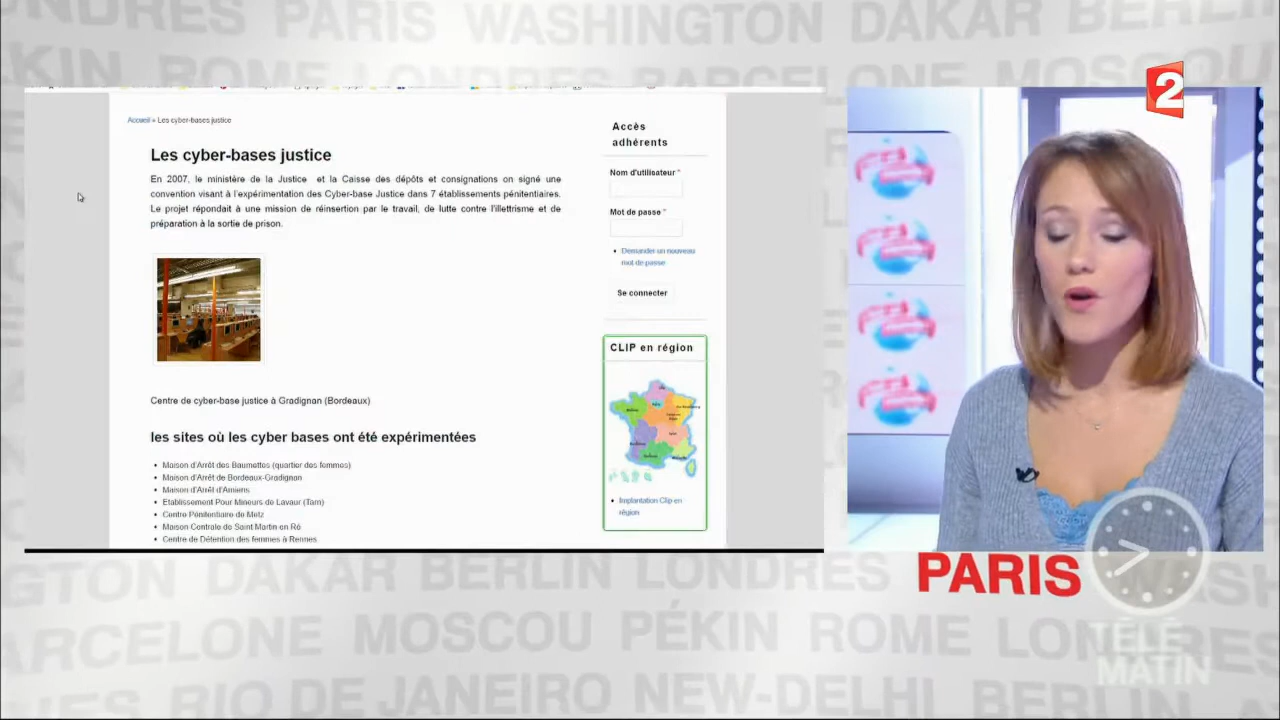 PARIS WASHINGTON DAKAR BERLIN
KIN ROME LONDRES BARCELONE MOSCOU
2
Accueil » Les cyber-bases justice
Les cyber-bases justice
En 2007, le ministère de la Justice et la Caisse des dépôts et consignations on signé une
convention visant à l'expérimentation des Cyber-base Justice dans 7 établissements pénitentiaires.
Le projet répondait à une mission de réinsertion par le travail, de lutte contre l'illettrisme et de
préparation à la sortie de prison.
Centre de cyber-base justice à Gradignan (Bordeaux)
les sites où les cyber bases ont été expérimentées
Maison d'Arrêt des Baumettes (quartier des femmes)
Maison d'Arrêt de Bordeaux-Gradignan
Maison d'Arrêt d'Amiens
Etablissement Pour Mineurs de Lavaur (Tarn)
Centre Pénitentiaire de Metz
Maison Centrale de Saint Martin en Ré
Centre de Détention des femmes à Rennes
Accès
adhérents
Nom d'utilisateur *
Mot de passe *
Demander un nouveau
mot de passe
Se connecter
CLIP en région
Implantation Clip en
région
PARIS
GTON DAKAR BERLIN LONDRES WASH
ARCELONE MOSCOU PÉKIN ROME LON
RIO DE JANEIRO NEW-DELHI BERLIN
TÉLÉ
MATIN